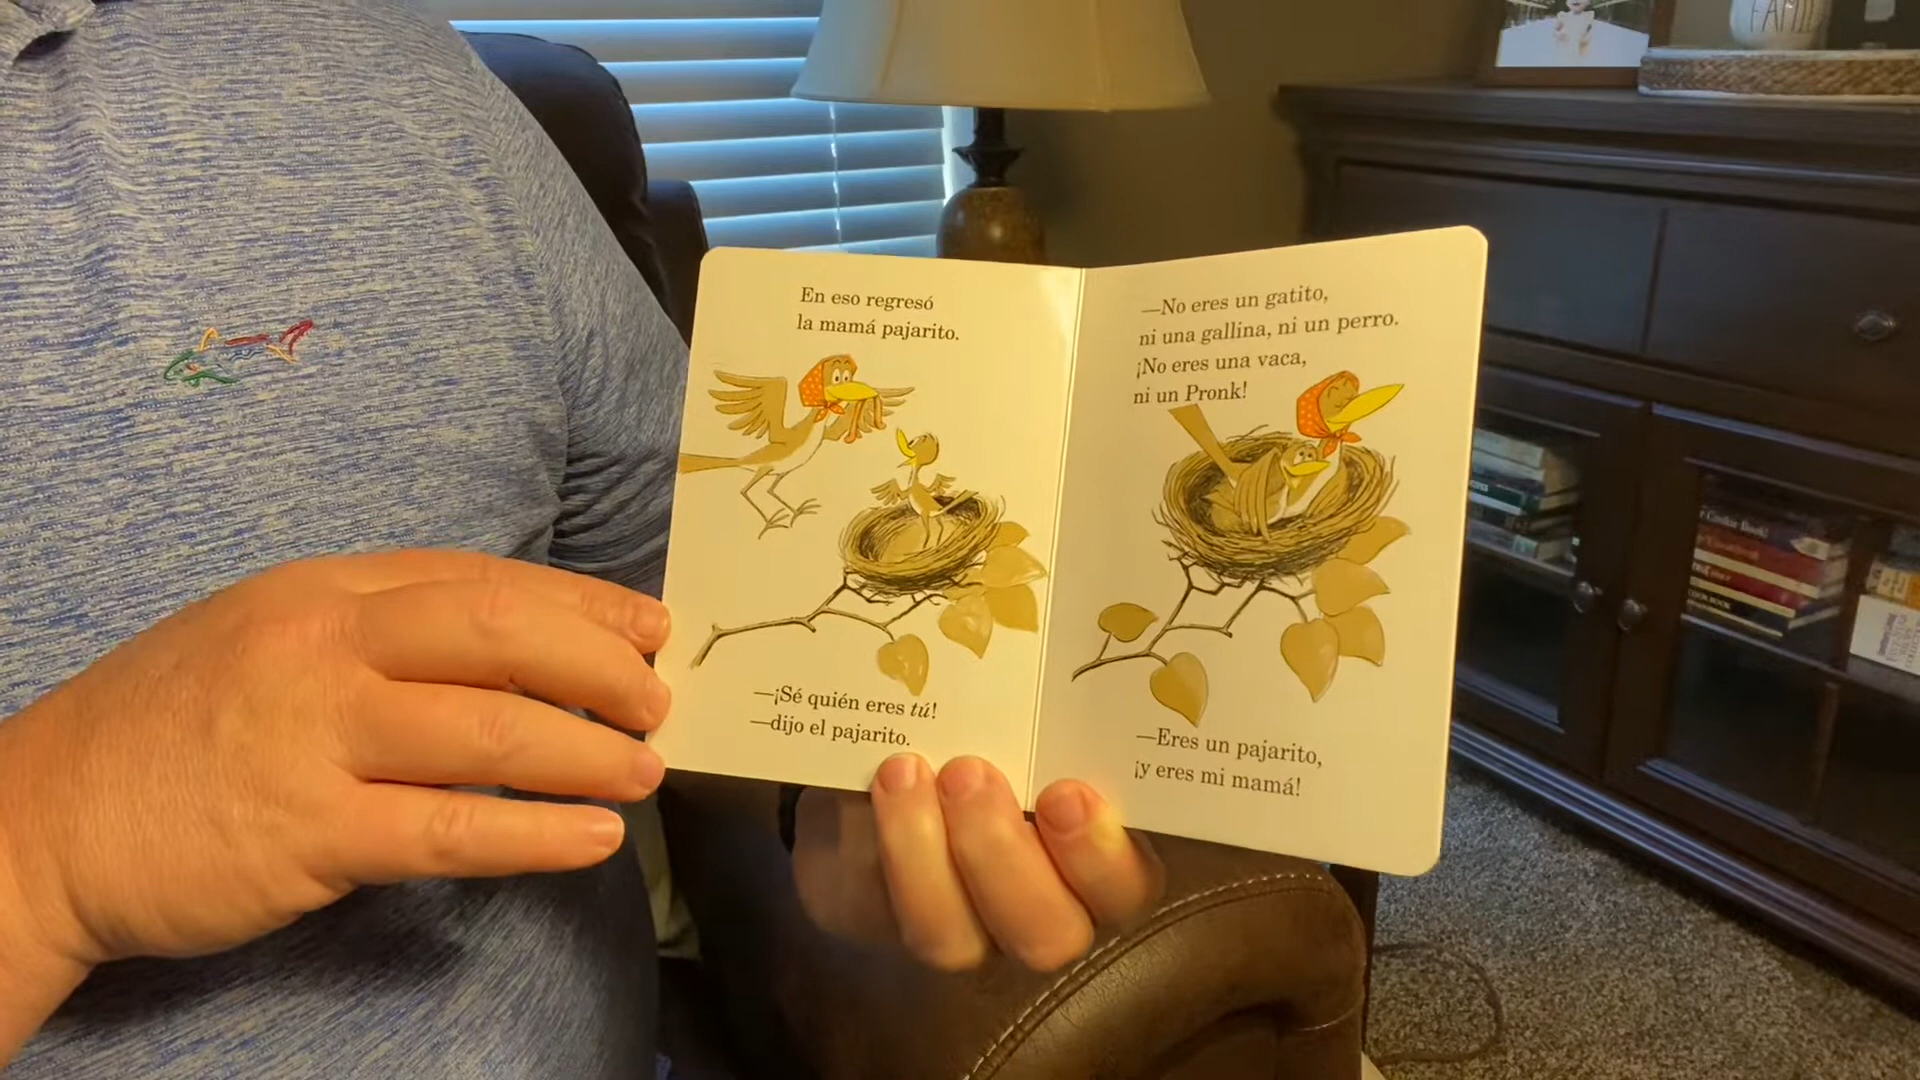 En eso regresó
la mamá pajarito.
—¡Sé quién eres tú!
—dijo el pajarito.
—No eres un gatito,
ni una gallina, ni un perro.
¡No eres una vaca,
ni un Pronk!
—Eres un pajarito,
¡y eres mi mamá!
FAMIL